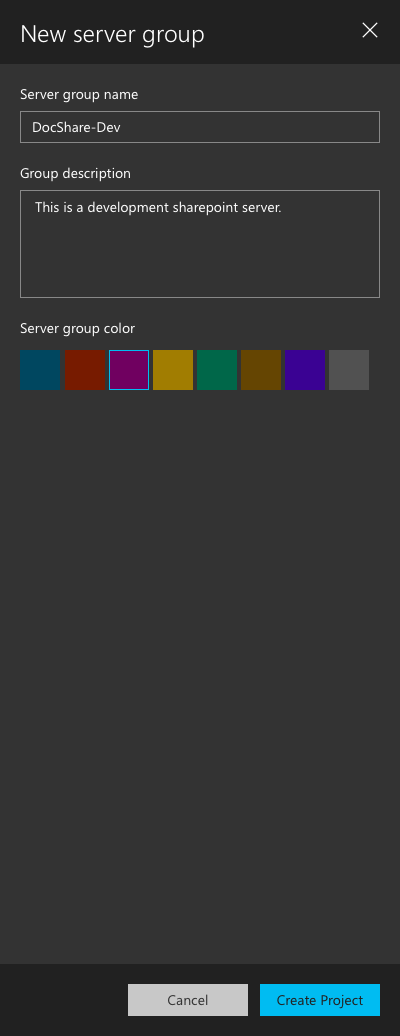 New server group
Server group name
DocShare-Dev
Group description
This is a development sharepoint server.
Server group color
Cancel
Create Project